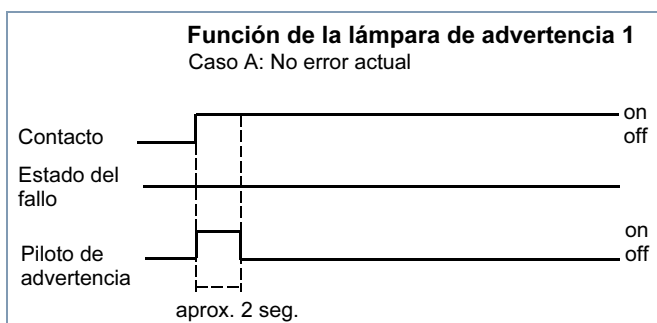 Función de la lámpara de advertencia 1
Caso A: No error actual
on
Contacto
off
Estado del
fallo
on
Piloto de
off
advertencia
aprox. 2 seg.